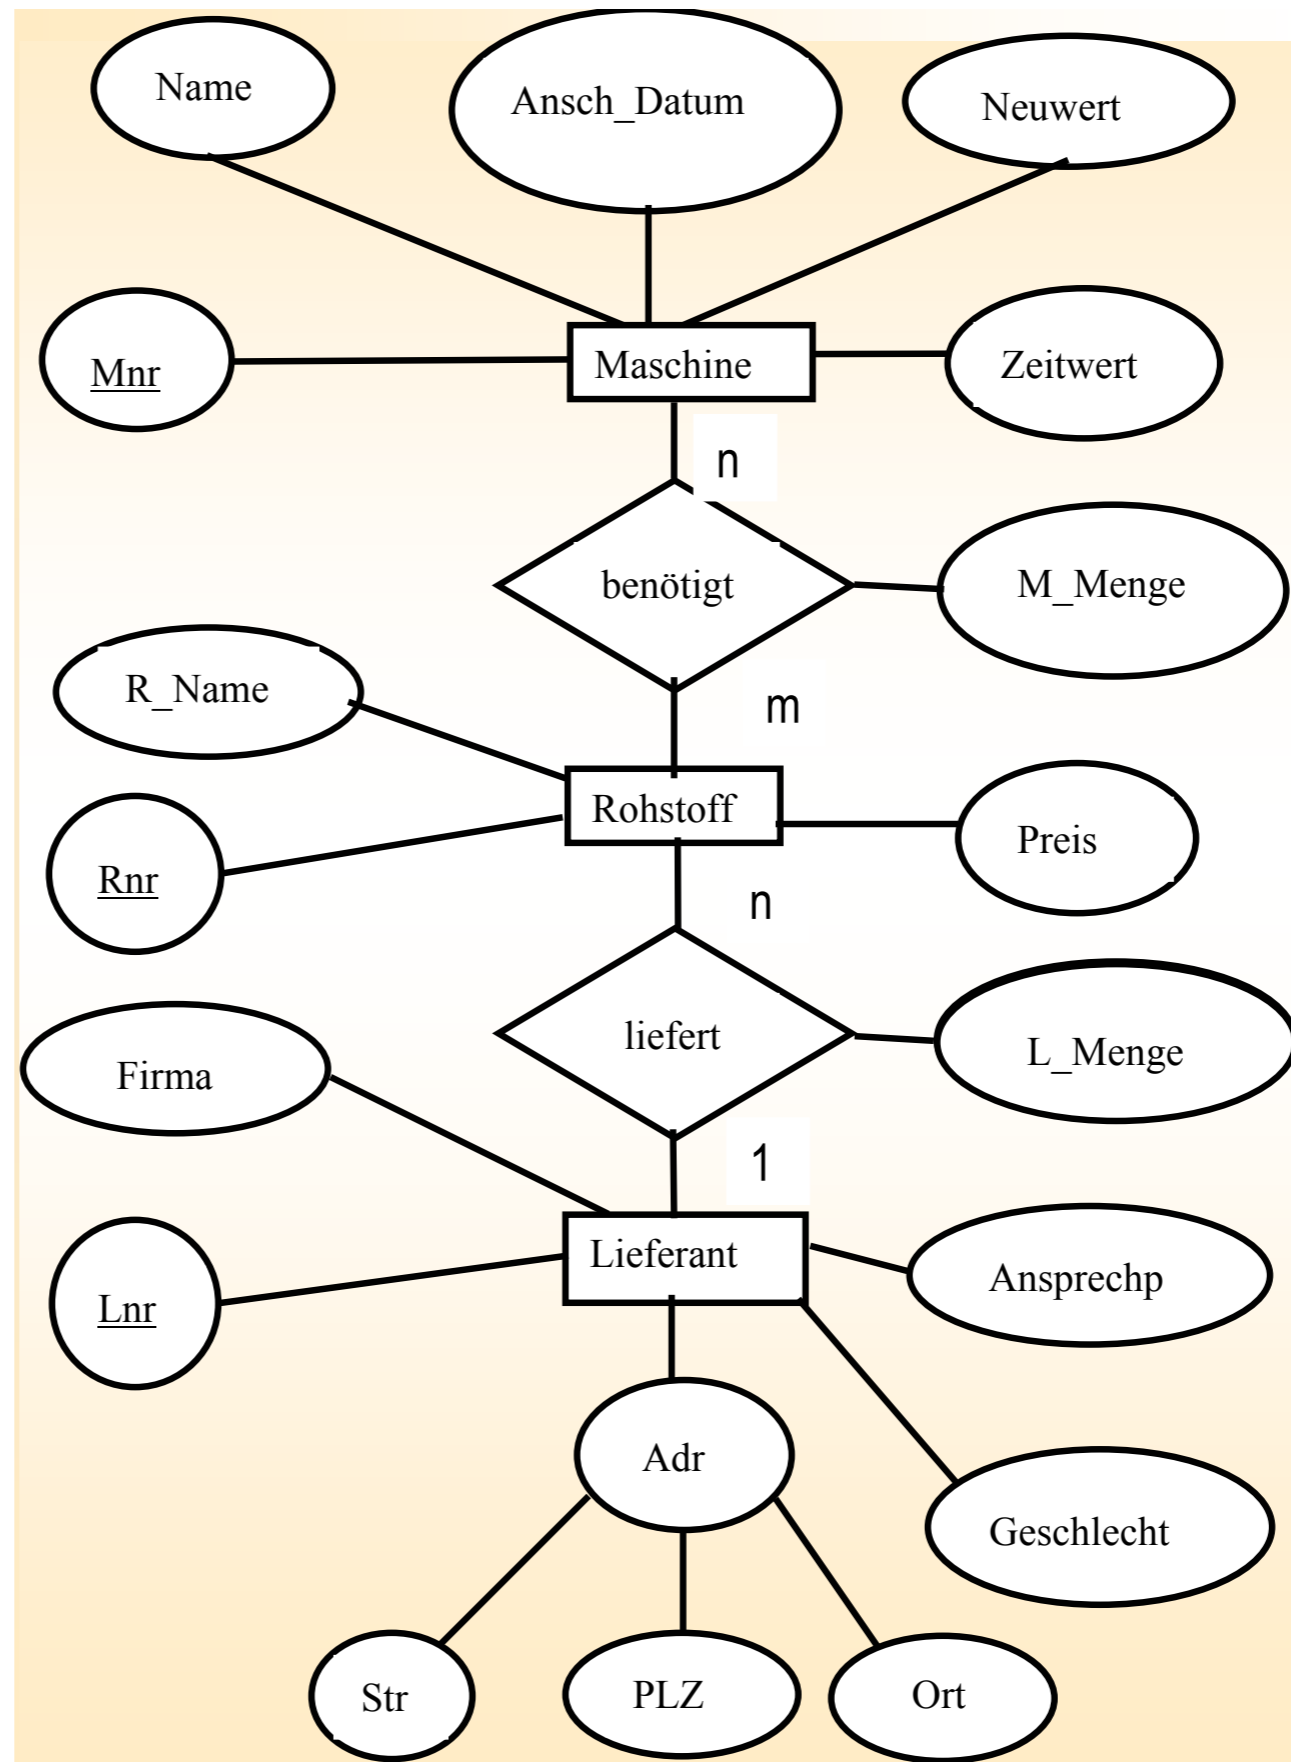 Name
Ansch_Datum
Neuwert
Mnr
Maschine
Zeitwert
n
benötigt
M_Menge
R_Name
m
Rohstoff
Preis
Rnr
n
liefert
L_Menge
Firma
1
Lieferant
Ansprechp
Lnr
Adr
Geschlecht
Str
PLZ
Ort